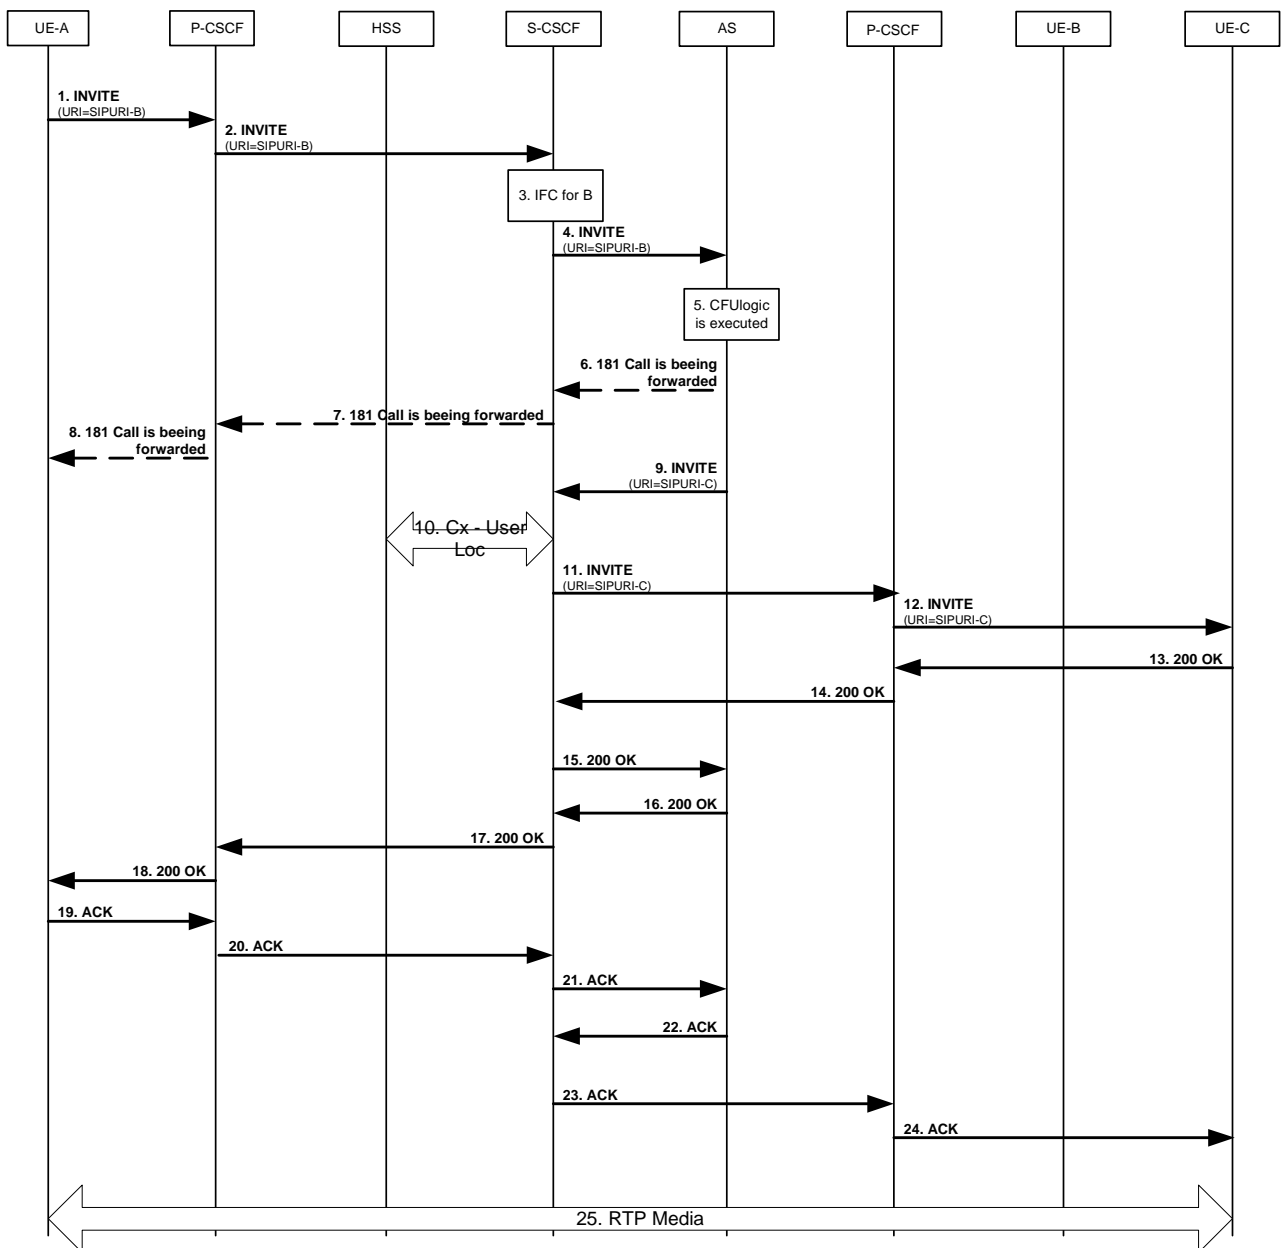 UE-A
P-CSCF
HSS
S-CSCF
AS
P-CSCF
UE-B
UE-C
1. INVITE
(URI=SIPURI-B)
2. INVITE
(URI=SIPURI-B)
3. IFC for B
4. INVITE
(URI=SIPURI-B)
5. CFUlogic
is executed
6. 181 Call is beeing
forwarded
7. 181 Call is beeing forwarded
8. 181 Call is beeing
forwarded
9. INVITE
(URI=SIPURI-C)
10. Cx - User
Loc
11. INVITE
(URI=SIPURI-C)
12. INVITE
(URI=SIPURI-C)
13. 200 OK
14. 200 OK
15. 200 OK
16. 200 OK
17. 200 OK
18. 200 OK
19. ACK
20. ACK
21. ACK
22. ACK
23. ACK
24. ACK
25. RTP Media